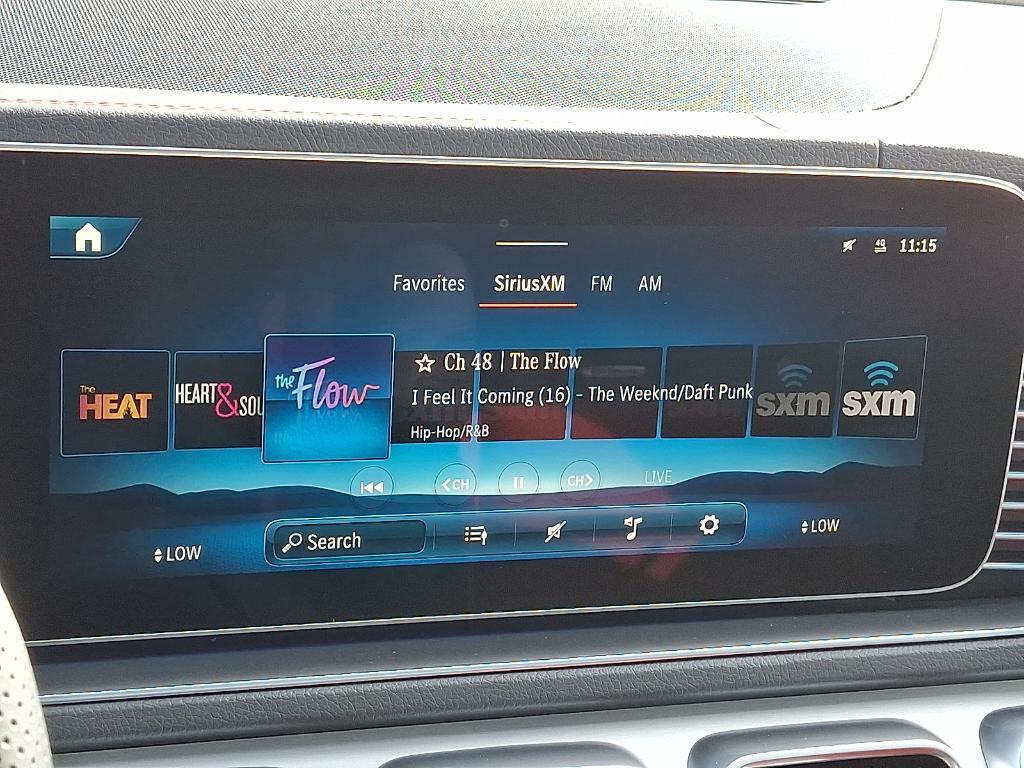 4G 11:15
Favorites SiriusXM FM AM
The HEAT
HEART & SOU
the Flow
☆ Ch 48 | The Flow
I Feel It Coming (16) - The Weeknd/Daft Punk
Hip-Hop/R&B
sxm
sxm
<CH
CH>
LIVE
LOW
Search
LOW